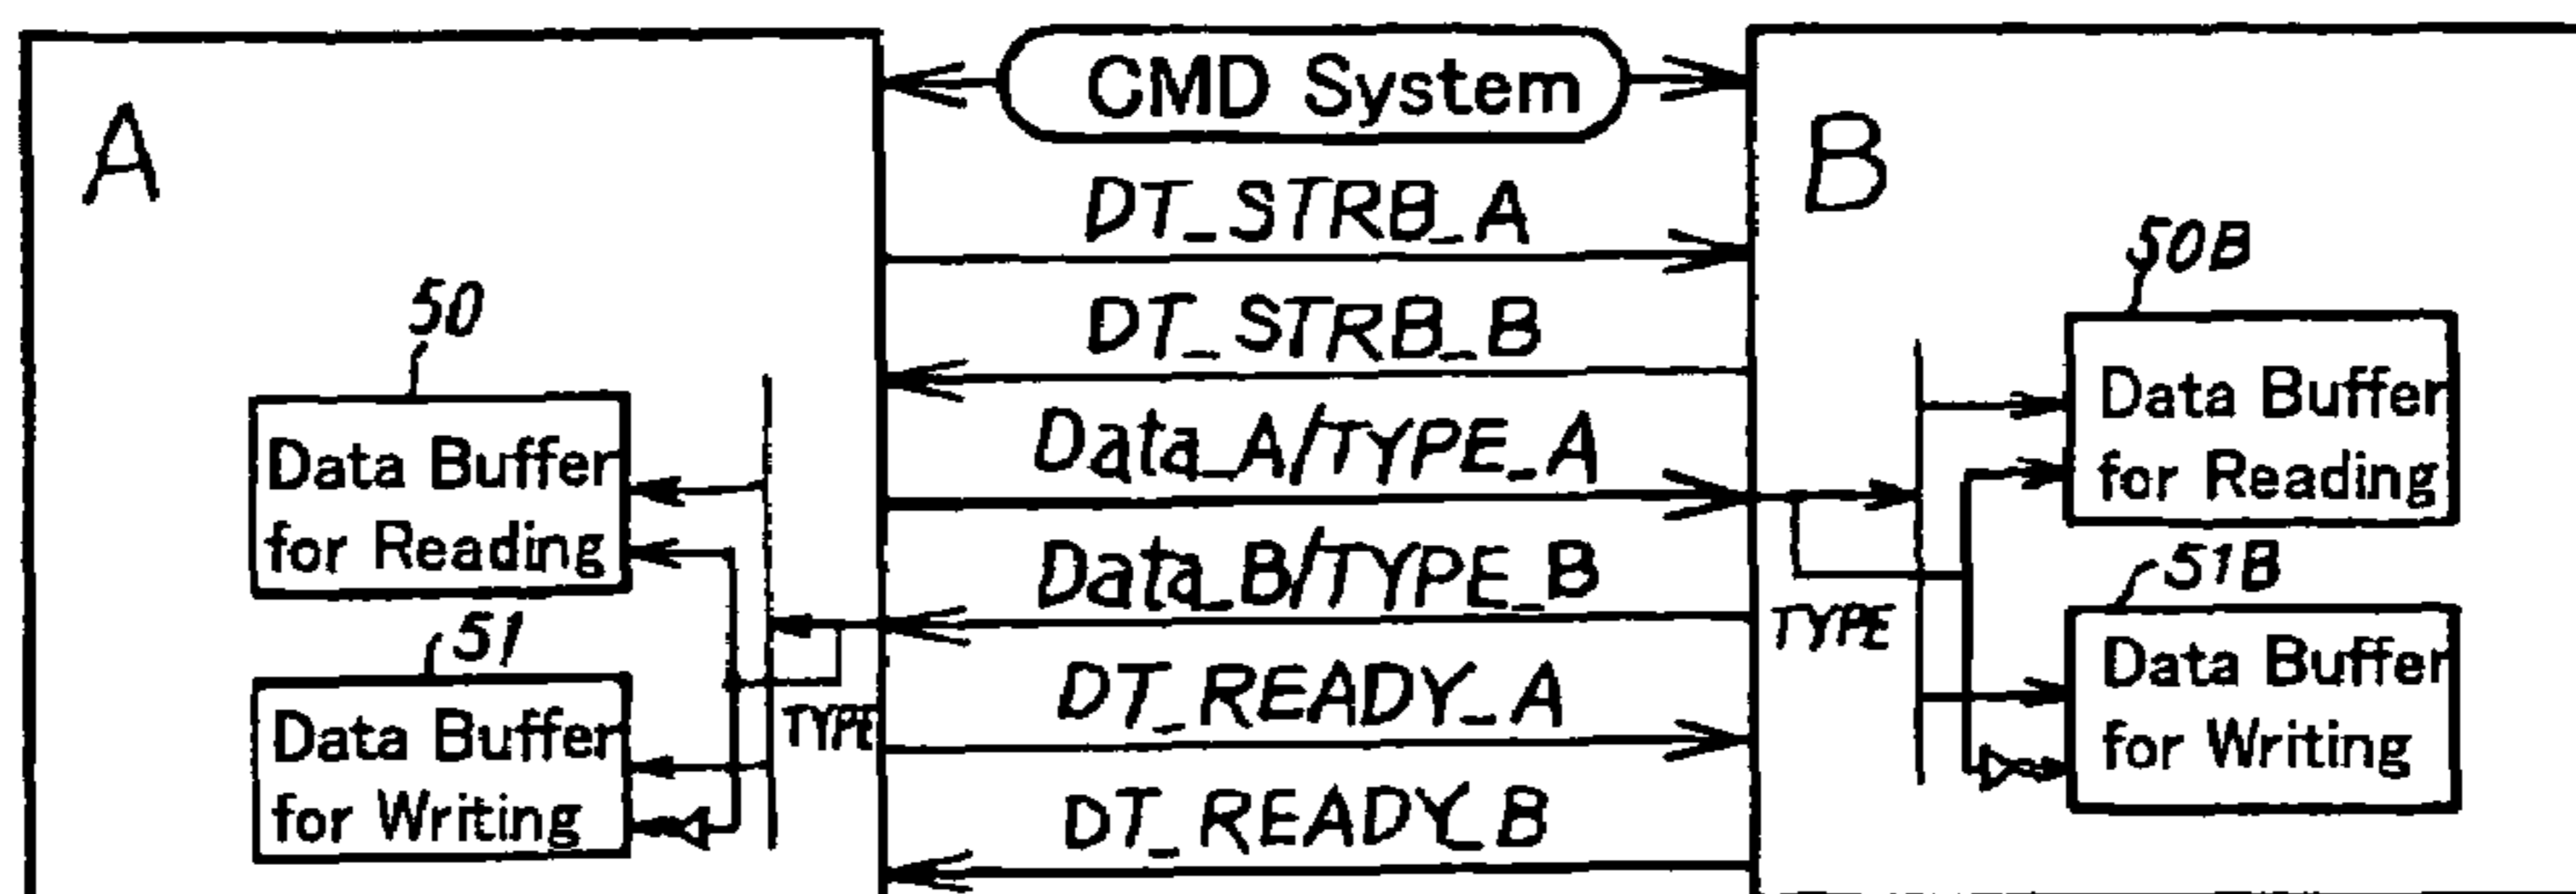 CMD System
A
B
DT_STRB_A
50B
50
DT_STRB_B
Data Buffer
for Reading
Data_A/TYPE_A
Data Buffer
for Reading
Data_B/TYPE_B
51B
51
TYPE
Data Buffer
for Writing
DT_READY_A
TYPE
Data Buffer
for Writing
DT_READY_B